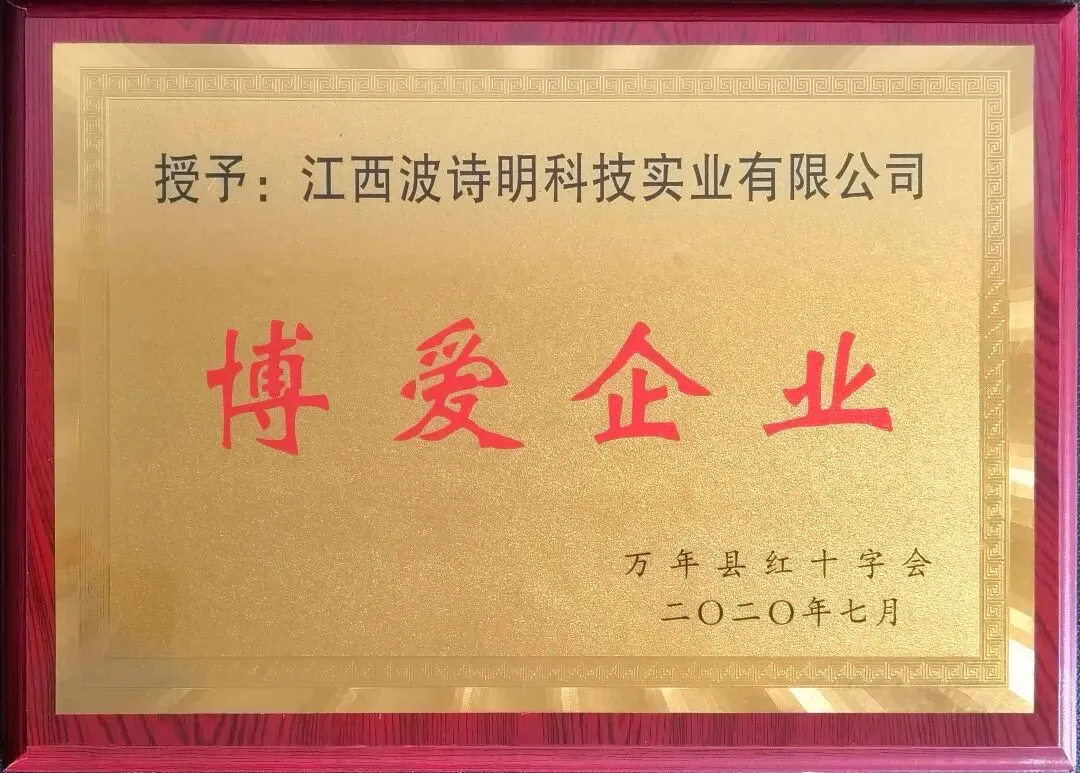 授予：江西波诗明科技实业有限公司
博爱企业
万年县红十字会
二〇二〇年七月